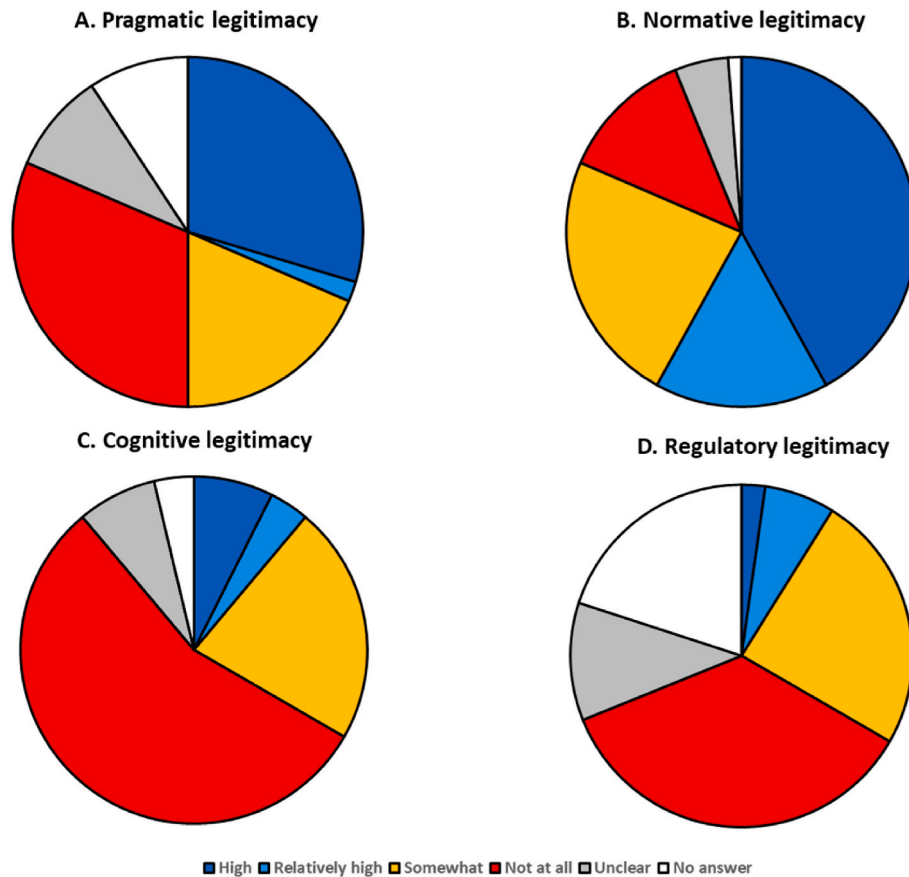 A. Pragmatic legitimacy
B. Normative legitimacy
C. Cognitive legitimacy
D. Regulatory legitimacy
High Relatively high Somewhat Not at all Unclear No answer